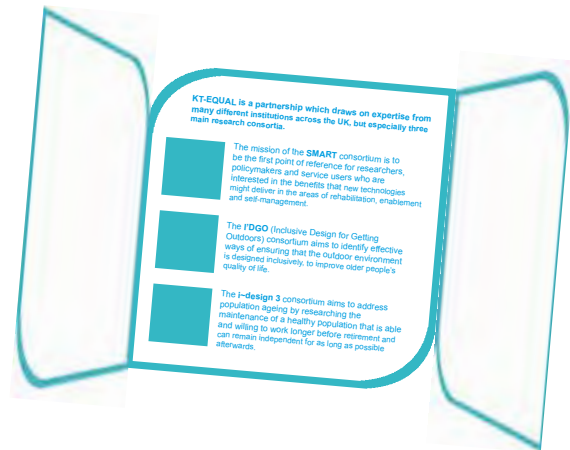 KT-EQUAL is a partnership which draws on expertise from
many different institutions across the UK, but especially three
main research consortia.
The mission of the SMART consortium is to
be the first point of reference for researchers,
policymakers and service users who are
interested in the benefits that new technologies
might deliver in the areas of rehabilitation, enablement
and self-management.
The I'DGO (Inclusive Design for Getting
Outdoors) consortium aims to identify effective
ways of ensuring that the outdoor environment
is designed inclusively, to improve older people's
quality of life.
The i~design 3 consortium aims to address
population ageing by researching the
maintenance of a healthy population that is able
and willing to work longer before retirement and
can remain independent for as long as possible
afterwards.